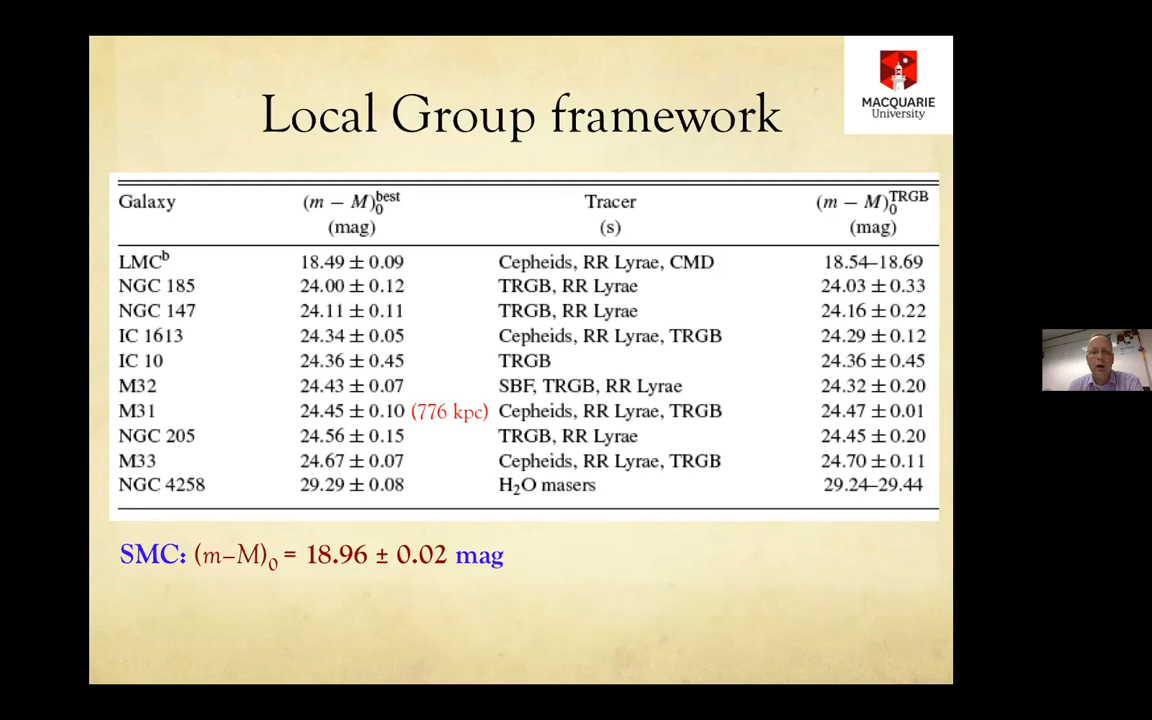 MACQUARIE
University
Local Group framework
Galaxy (m − M)₀ᵇᵉˢᵗ Tracer (m − M)₀ᵀᴿᴳᴮ
(mag) (s) (mag)
LMCᵇ 18.49 ± 0.09 Cepheids, RR Lyrae, CMD 18.54–18.69
NGC 185 24.00 ± 0.12 TRGB, RR Lyrae 24.03 ± 0.33
NGC 147 24.11 ± 0.11 TRGB, RR Lyrae 24.16 ± 0.22
IC 1613 24.34 ± 0.05 Cepheids, RR Lyrae, TRGB 24.29 ± 0.12
IC 10 24.36 ± 0.45 TRGB 24.36 ± 0.45
M32 24.43 ± 0.07 SBF, TRGB, RR Lyrae 24.32 ± 0.20
M31 24.45 ± 0.10 (776 kpc) Cepheids, RR Lyrae, TRGB 24.47 ± 0.01
NGC 205 24.56 ± 0.15 TRGB, RR Lyrae 24.45 ± 0.20
M33 24.67 ± 0.07 Cepheids, RR Lyrae, TRGB 24.70 ± 0.11
NGC 4258 29.29 ± 0.08 H₂O masers 29.24–29.44
SMC: (m–M)₀ = 18.96 ± 0.02 mag